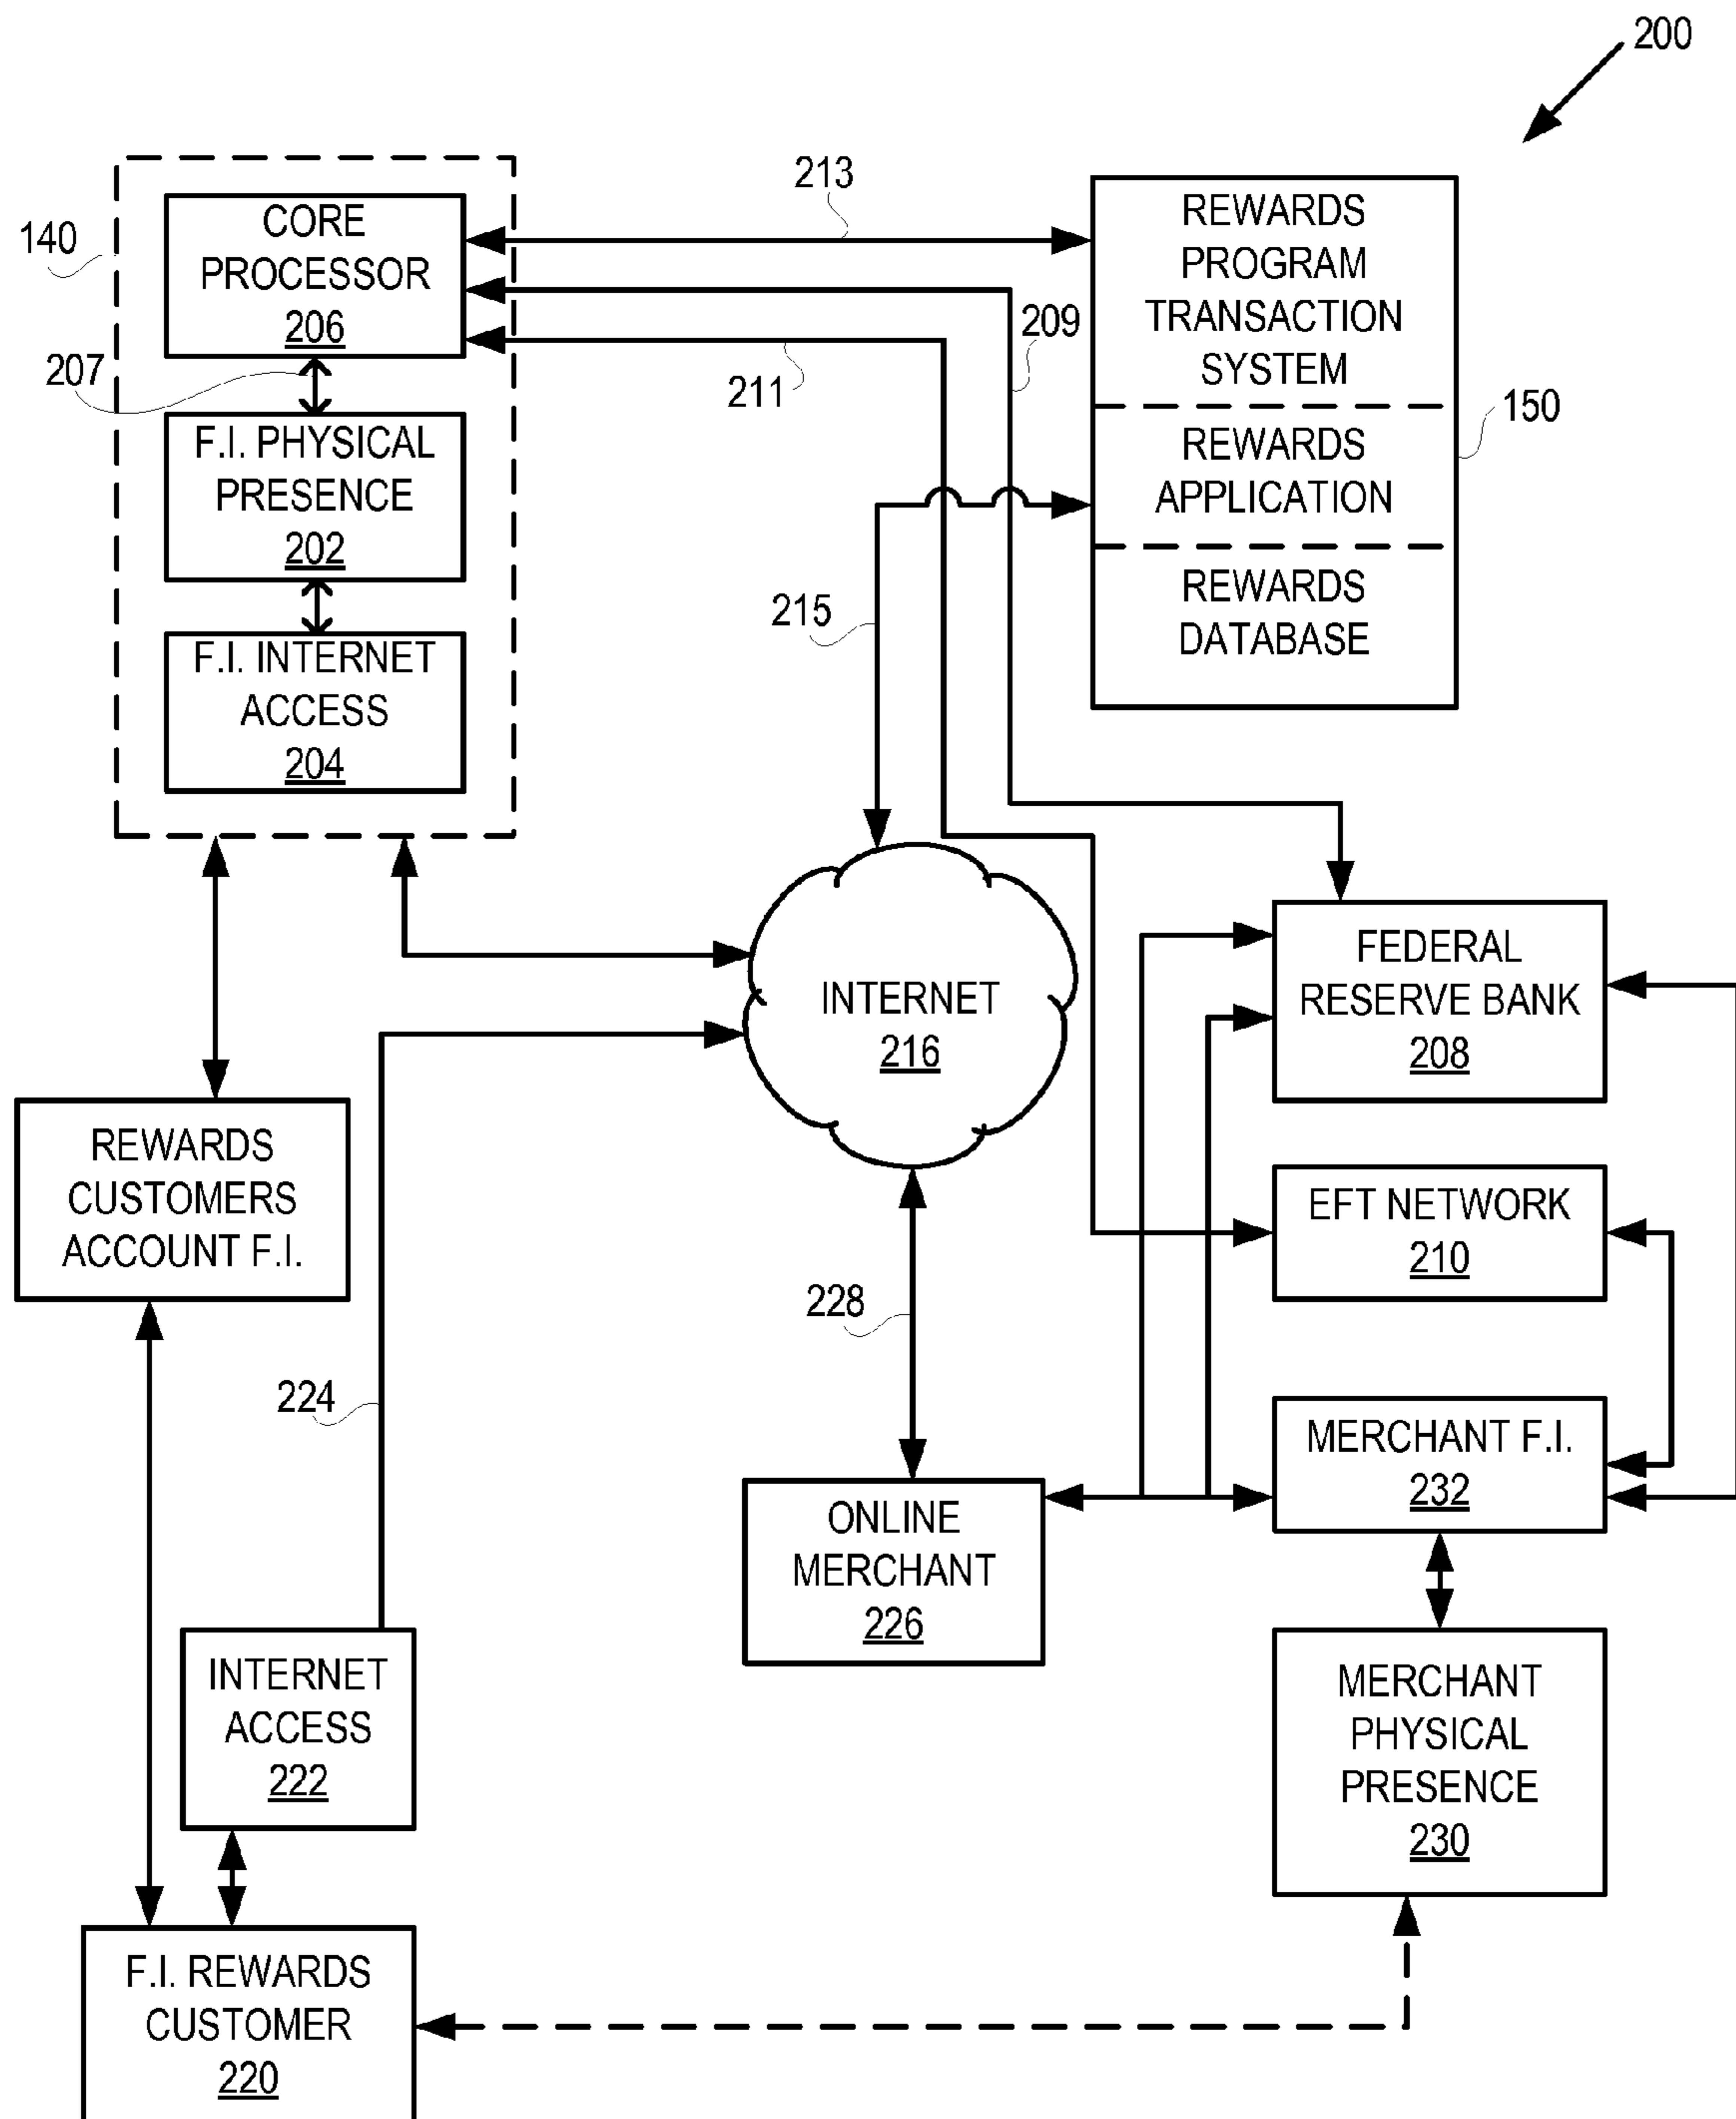 200
213
140
CORE
PROCESSOR
206
REWARDS
PROGRAM
TRANSACTION
SYSTEM
209
207
211
150
F.I. PHYSICAL
PRESENCE
202
REWARDS
APPLICATION
215
REWARDS
DATABASE
F.I. INTERNET
ACCESS
204
INTERNET
216
FEDERAL
RESERVE BANK
208
REWARDS
CUSTOMERS
ACCOUNT F.I.
EFT NETWORK
210
228
224
MERCHANT F.I.
232
ONLINE
MERCHANT
226
INTERNET
ACCESS
222
MERCHANT
PHYSICAL
PRESENCE
230
F.I. REWARDS
CUSTOMER
220